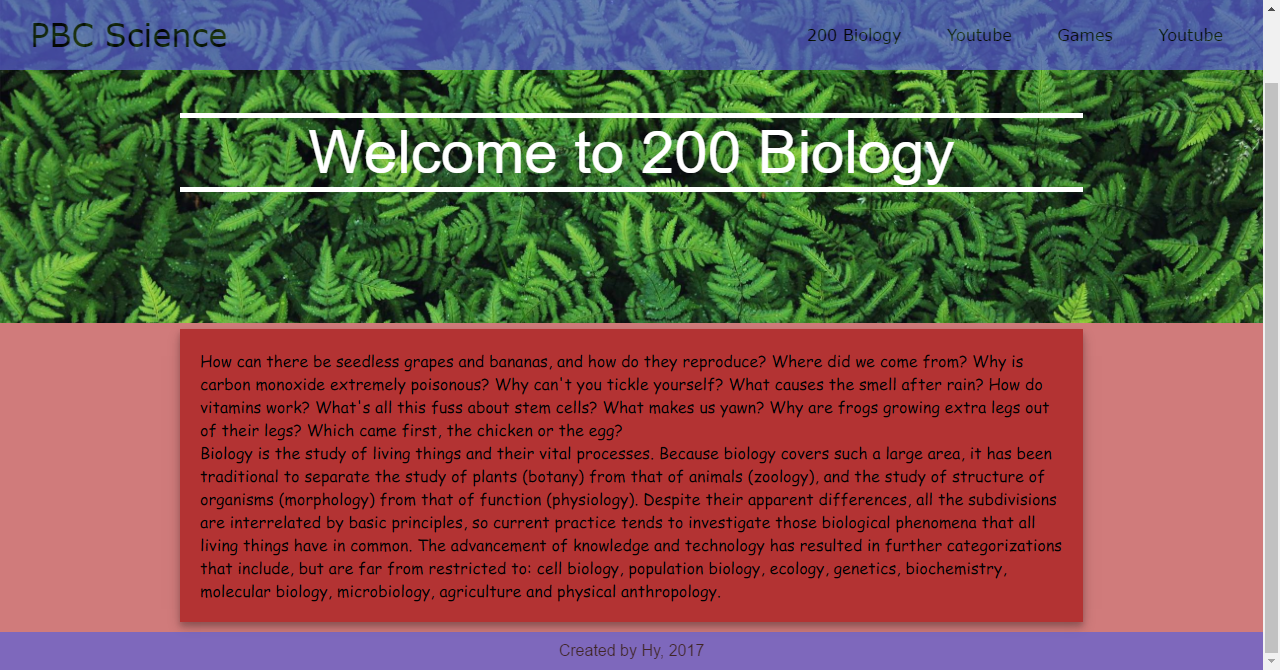 PBC Science
200 Biology
Youtube
Games
Youtube
Welcome to 200 Biology
How can there be seedless grapes and bananas, and how do they reproduce? Where did we come from? Why is
carbon monoxide extremely poisonous? Why can't you tickle yourself? What causes the smell after rain? How do
vitamins work? What's all this fuss about stem cells? What makes us yawn? Why are frogs growing extra legs out
of their legs? Which came first, the chicken or the egg?
Biology is the study of living things and their vital processes. Because biology covers such a large area, it has been
traditional to separate the study of plants (botany) from that of animals (zoology), and the study of structure of
organisms (morphology) from that of function (physiology). Despite their apparent differences, all the subdivisions
are interrelated by basic principles, so current practice tends to investigate those biological phenomena that all
living things have in common. The advancement of knowledge and technology has resulted in further categorizations
that include, but are far from restricted to: cell biology, population biology, ecology, genetics, biochemistry,
molecular biology, microbiology, agriculture and physical anthropology.
Created by Hy, 2017